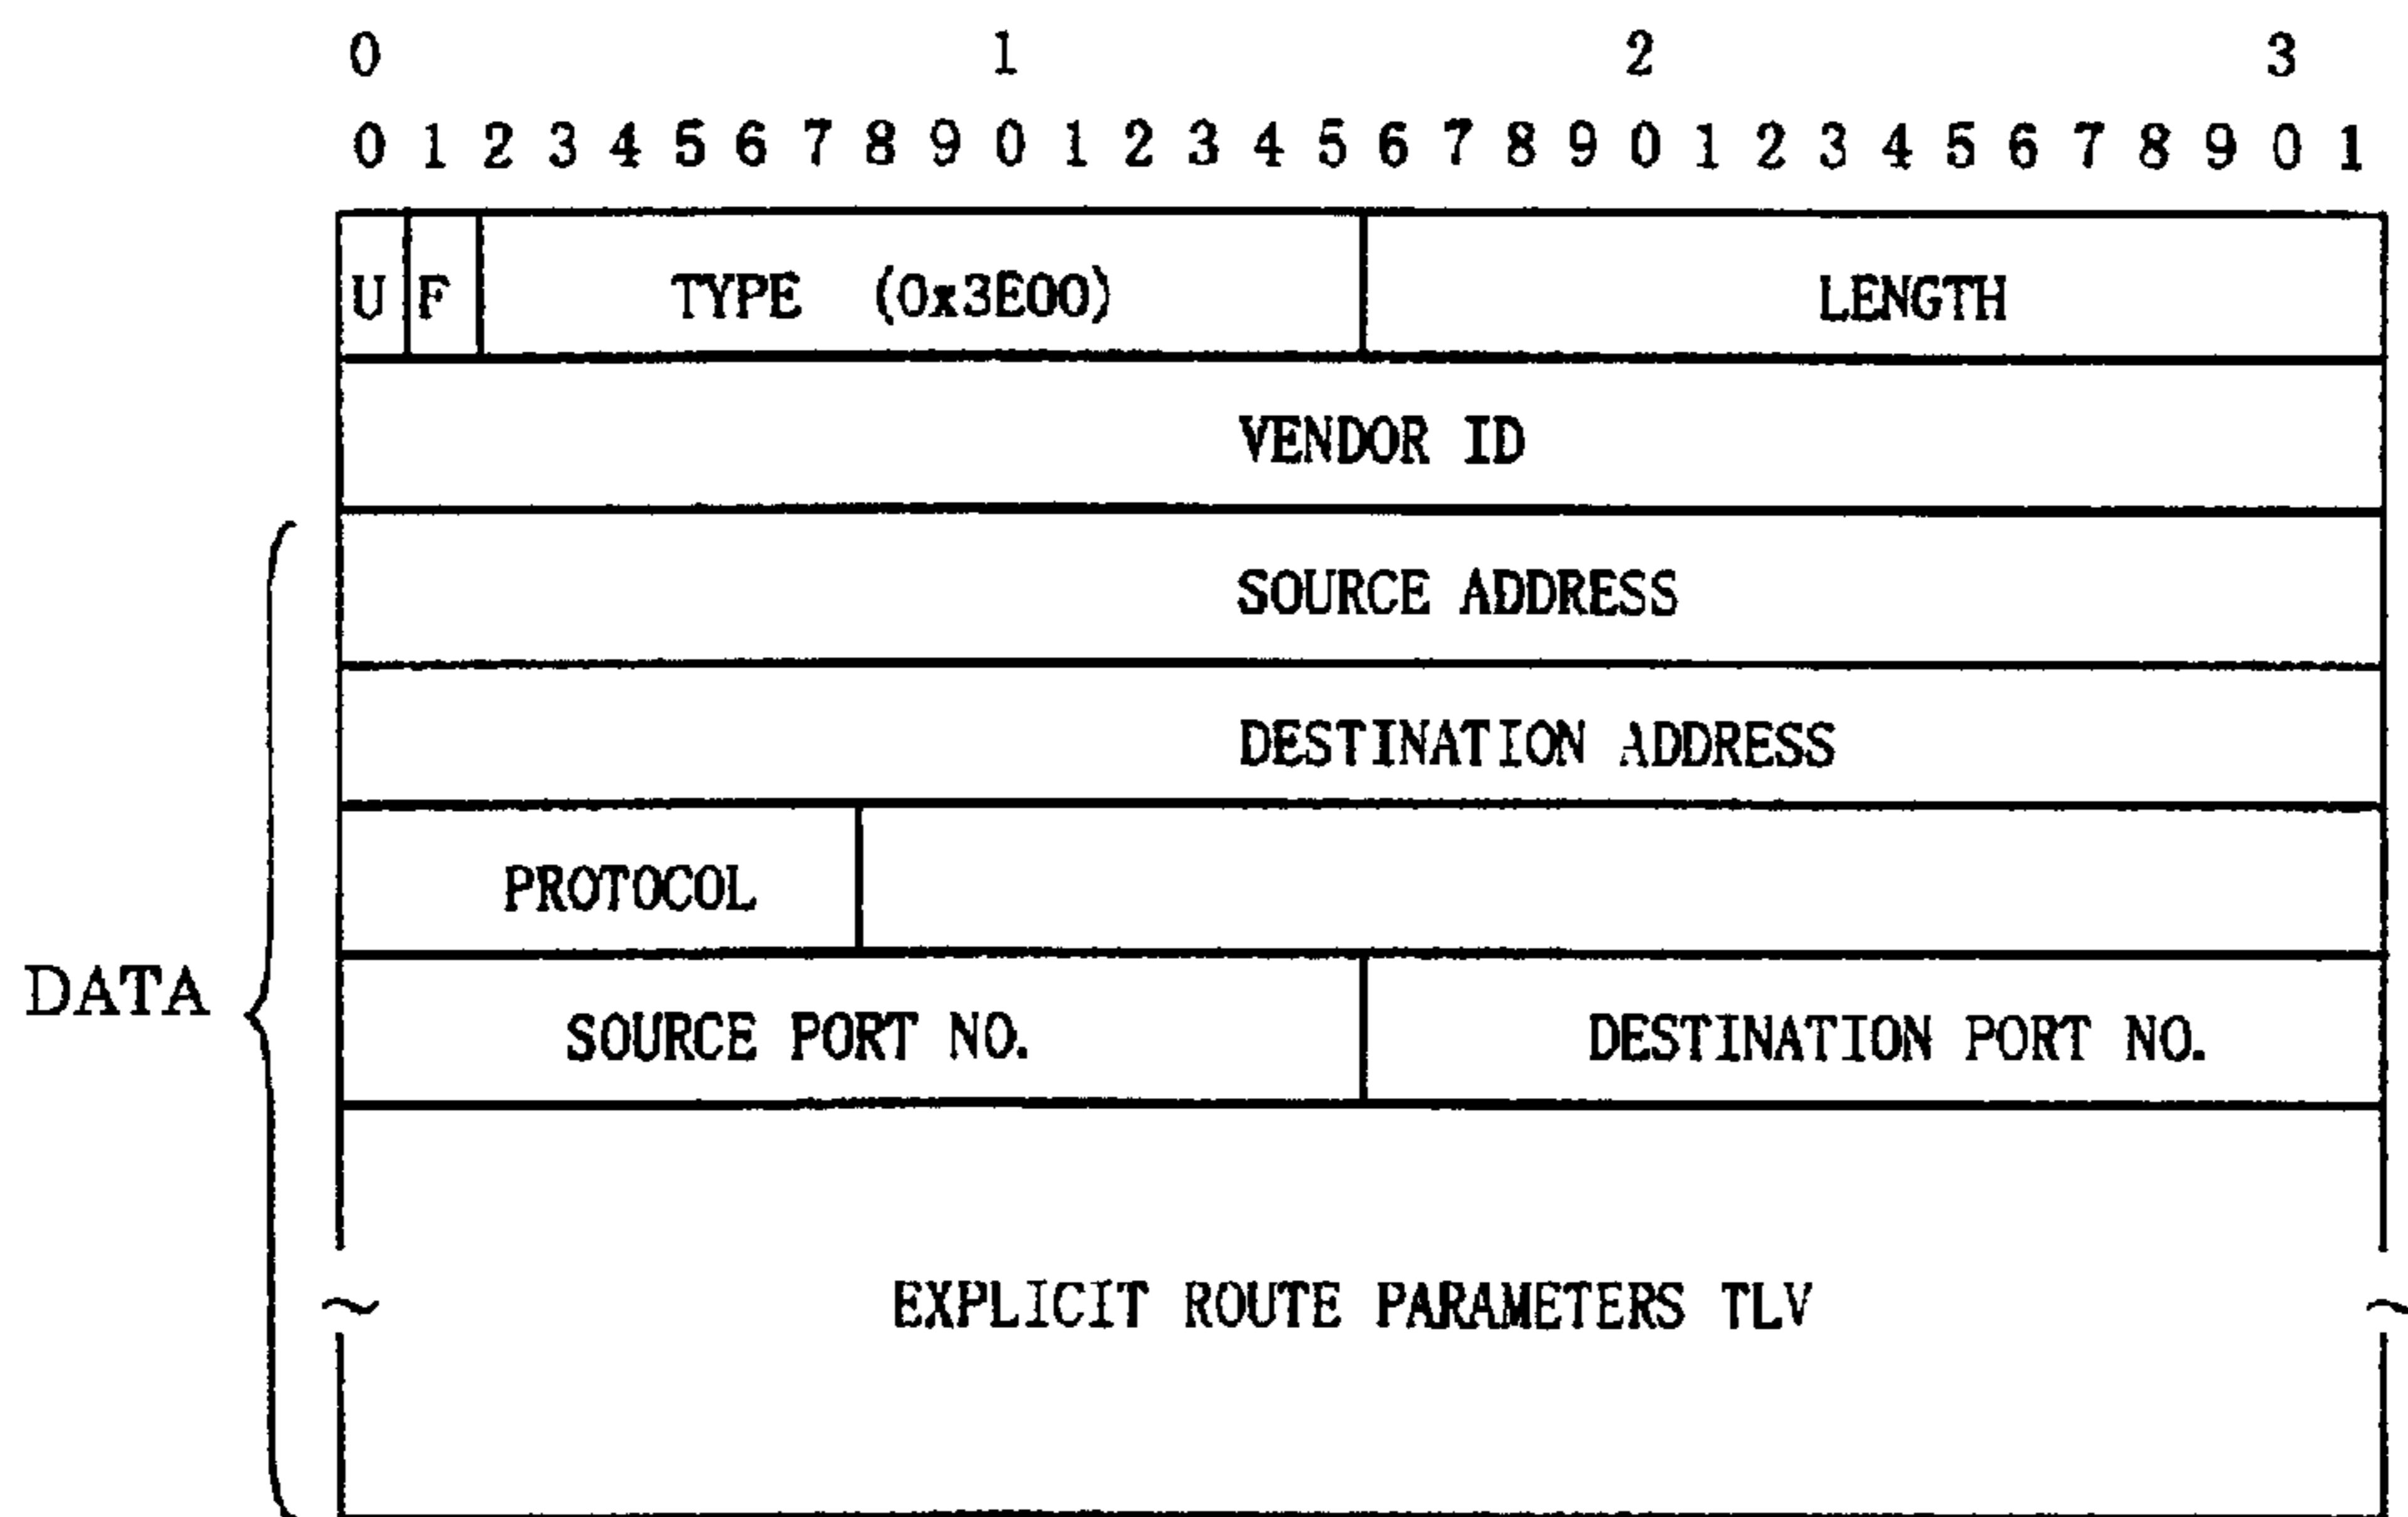 0 1 2 3
0 1 2 3 4 5 6 7 8 9 0 1 2 3 4 5 6 7 8 9 0 1 2 3 4 5 6 7 8 9 0 1
U F TYPE (0x3E00) LENGTH
VENDOR ID
SOURCE ADDRESS
DESTINATION ADDRESS
PROTOCOL
DATA
SOURCE PORT NO. DESTINATION PORT NO.
~ EXPLICIT ROUTE PARAMETERS TLV ~